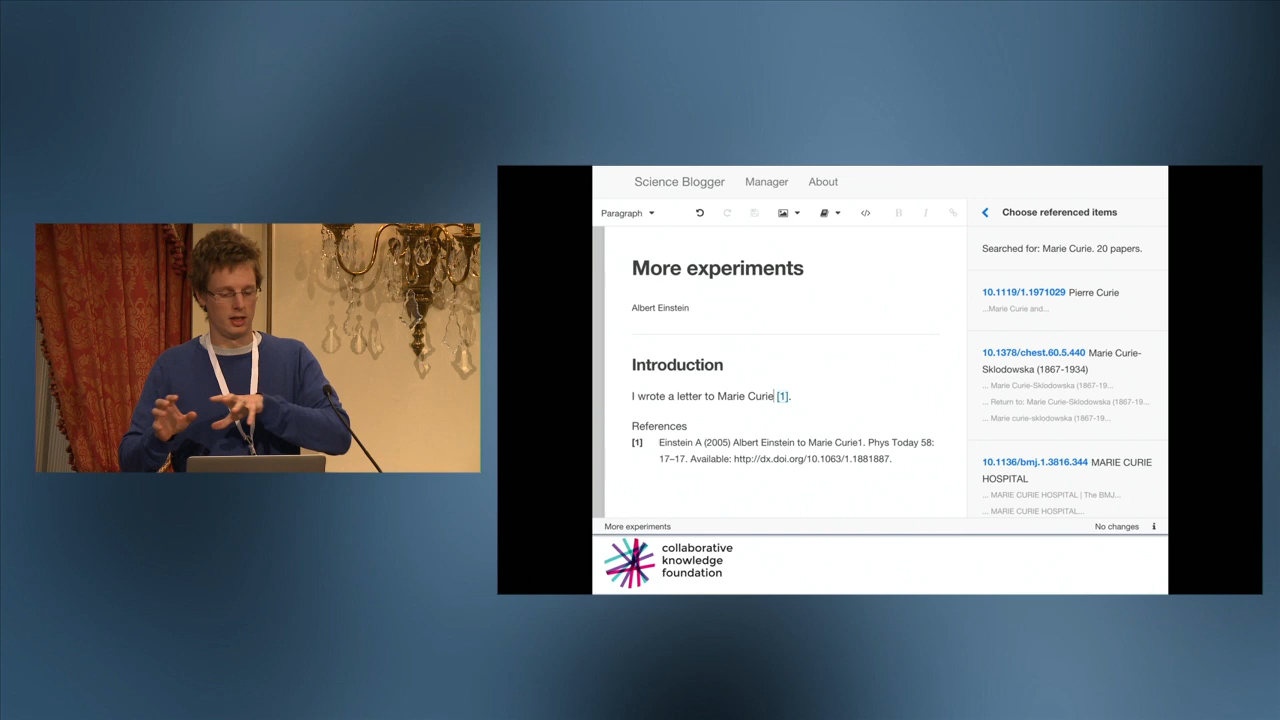 Science Blogger Manager About
Paragraph
Choose referenced items
Searched for: Marie Curie. 20 papers.
More experiments
Albert Einstein
Introduction
I wrote a letter to Marie Curie [1].
References
[1] Einstein A (2005) Albert Einstein to Marie Curie1. Phys Today 58:
17–17. Available: http://dx.doi.org/10.1063/1.1881887.
10.1119/1.1971029 Pierre Curie
...Marie Curie and...
10.1378/chest.60.5.440 Marie Curie-
Sklodowska (1867-1934)
... Marie Curie-Sklodowska (1867-19...
... Return to: Marie Curie-Sklodowska (1867-19...
... Marie curie-sklodowska (1867-19...
10.1136/bmj.1.3816.344 MARIE CURIE
HOSPITAL
... MARIE CURIE HOSPITAL | The BMJ...
... MARIE CURIE HOSPITAL...
More experiments
No changes
collaborative
knowledge
foundation